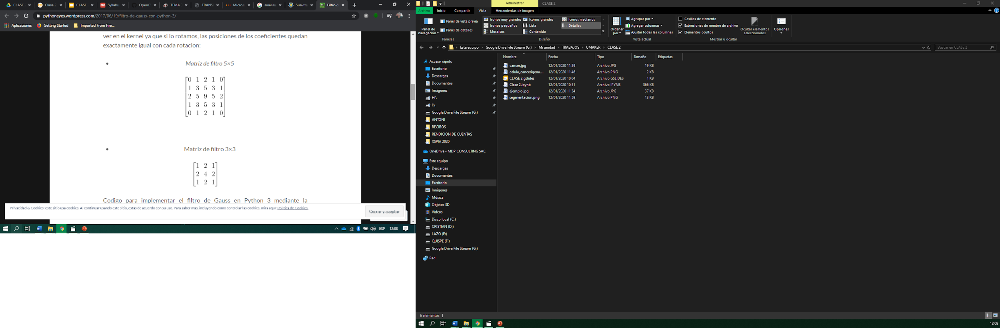 CLASE
Clase 2.
CLASE
Syllabu
OpenC
TEMA
TRANS
Micros
suavisa
Suaviza
Filtro d
pythoneyes.wordpress.com/2017/06/19/filtro-de-gauss-con-python-3/
Aplicaciones Getting Started Imported From Fire...
ver en el kernel ya que si lo rotamos, las posiciones de los coeficientes quedan
exactamente igual con cada rotacion:
Matriz de filtro 5×5
0 1 2 1 0
1 3 5 3 1
2 5 9 5 2
1 3 5 3 1
0 1 2 1 0
Matriz de filtro 3×3
1 2 1
2 4 2
1 2 1
Codigo para implementar el filtro de Gauss en Python 3 mediante la
Privacidad & Cookies: este sitio usa cookies. Al continuar usando este sitio, estás de acuerdo con su uso. Para saber más, incluyendo como controlar las cookies, mira aquí: Política de Cookies.
Cerrar y aceptar
ESP 12:08
Administrar CLASE 2
Archivo Inicio Compartir Vista Herramientas de imagen
Panel de navegación
Panel de vista previa
Panel de detalles
Paneles
Iconos muy grandes Iconos grandes Iconos medianos
Iconos pequeños Lista Detalles
Mosaicos Contenido
Diseño
Ordenar por
Agrupar por
Agregar columnas
Ajustar todas las columnas
Vista actual
Casillas de elemento
Extensiones de nombre de archivo
Elementos ocultos
Ocultar elementos seleccionados
Mostrar u ocultar
Opciones
Este equipo > Google Drive File Stream (G:) > Mi unidad > TRABAJOS > UMAKER > CLASE 2
Buscar en CLASE 2
Acceso rápido
Escritorio
Descargas
Documentos
Imágenes
H:\
I:\
Google Drive File Stream (G:)
ANTONI
RECIBOS
RENDICION DE CUENTAS
XSPIA 2020
OneDrive - MDP CONSULTING SAC
Este equipo
Descargas
Documentos
Escritorio
Imágenes
Música
Objetos 3D
Vídeos
Disco local (C:)
CRISTIAN (D:)
LAZO (E:)
QUISPE (F:)
Google Drive File Stream (G:)
Red
Nombre Fecha Tipo Tamaño Etiquetas
cancer.jpg 12/01/2020 11:39 Archivo JPG 19 KB
celula_cancerigena.... 12/01/2020 11:46 Archivo PNG 2 KB
CLASE 2.gslides 12/01/2020 10:04 Archivo GSLIDES 1 KB
Clase 2.ipynb 12/01/2020 10:51 Archivo IPYNB 366 KB
ejemplo.jpg 12/01/2020 11:34 Archivo JPG 37 KB
segmentacion.png 12/01/2020 11:59 Archivo PNG 13 KB
6 elementos
12:08